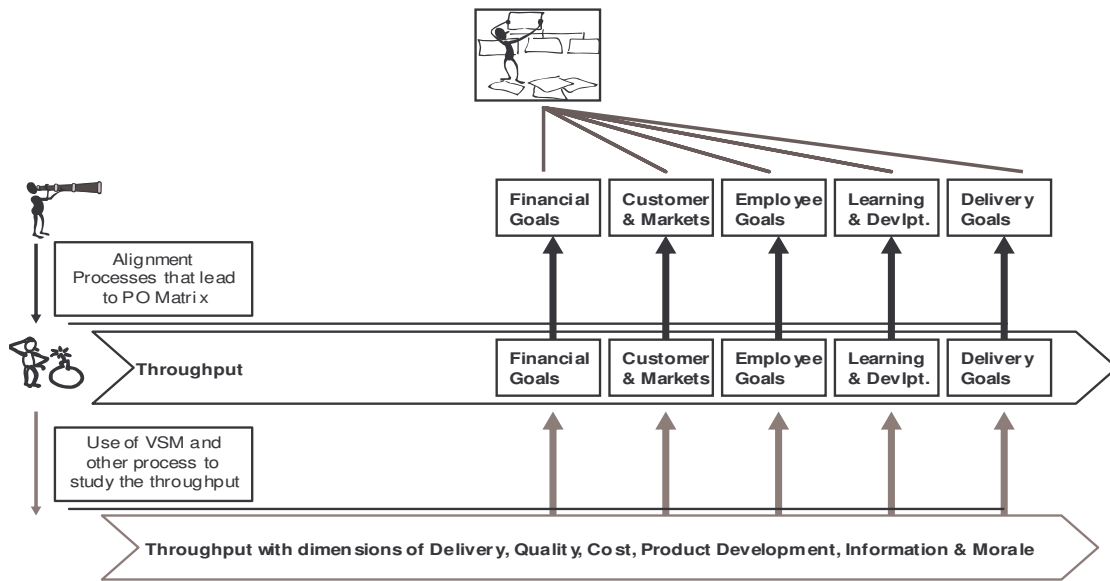 Financial
Goals
Customer
& Markets
Employee
Goals
Learning
& Devlpt.
Delivery
Goals
Alignment
Processes that lead
to PO Matrix
Throughput
Financial
Goals
Customer
& Markets
Employee
Goals
Learning
& Devlpt.
Delivery
Goals
Use of VSM and
other process to
study the throughput
Throughput with dimensions of Delivery, Quality, Cost, Product Development, Information & Morale